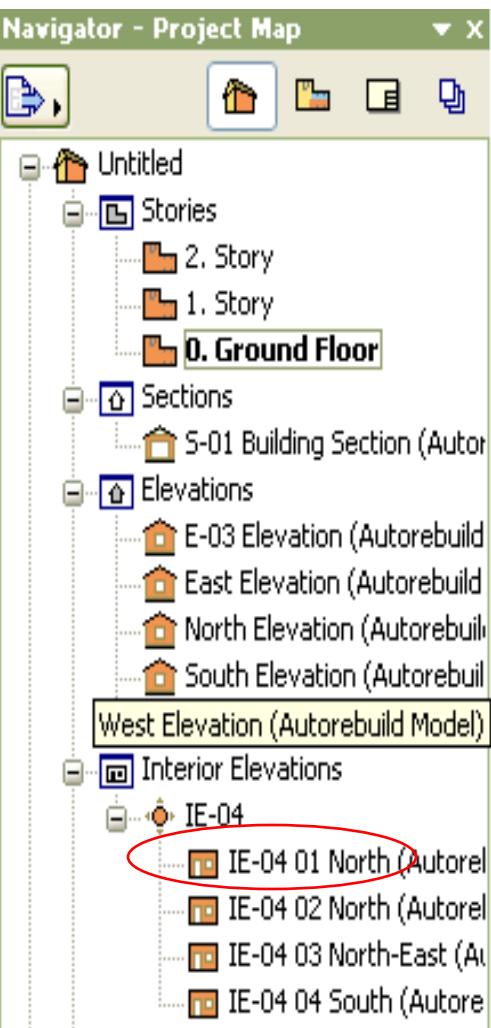 Navigator - Project Map
Untitled
Stories
2. Story
1. Story
0. Ground Floor
Sections
S-01 Building Section (Autor
Elevations
E-03 Elevation (Autorebuild
East Elevation (Autorebuild
North Elevation (Autorebuil
South Elevation (Autorebuil
West Elevation (Autorebuild Model)
Interior Elevations
IE-04
IE-04 01 North (Autorel
IE-04 02 North (Autorel
IE-04 03 North-East (Au
IE-04 04 South (Autore